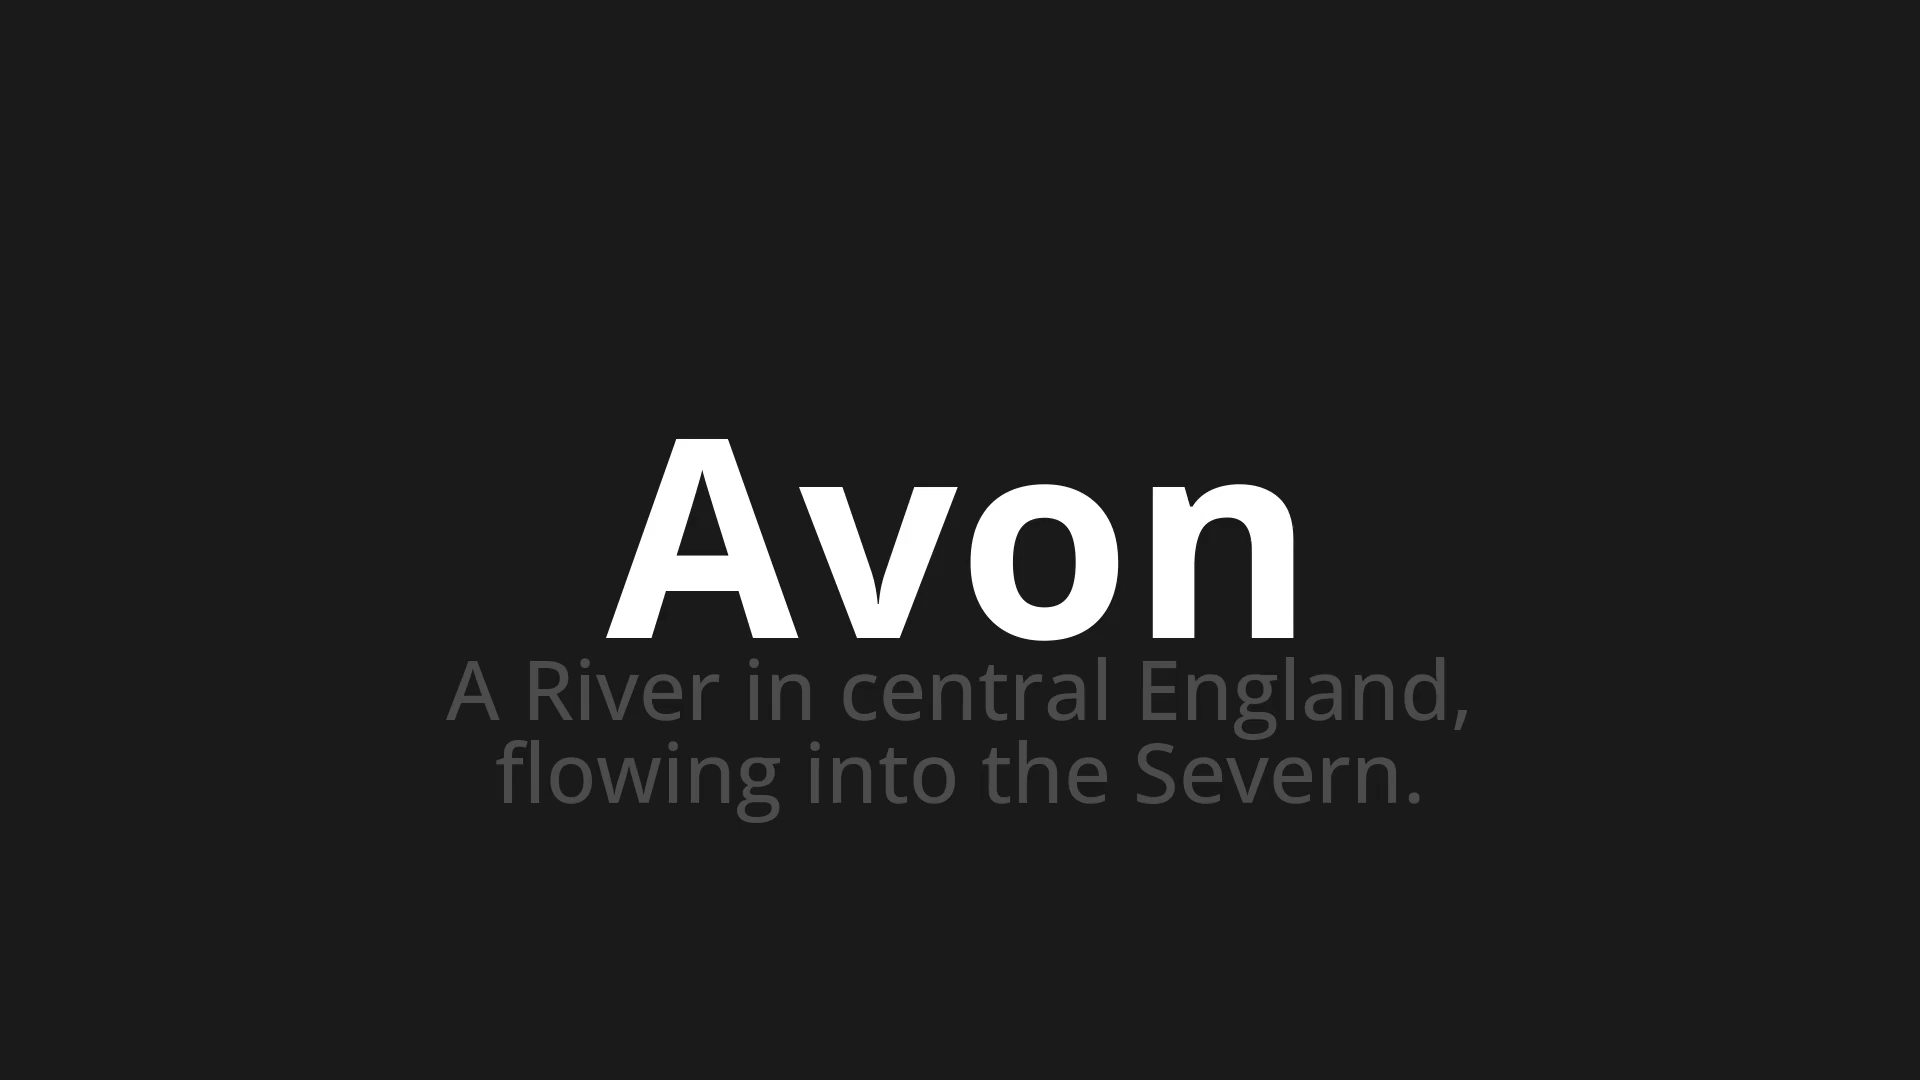 Avon
A River in central England,
flowing into the Severn.